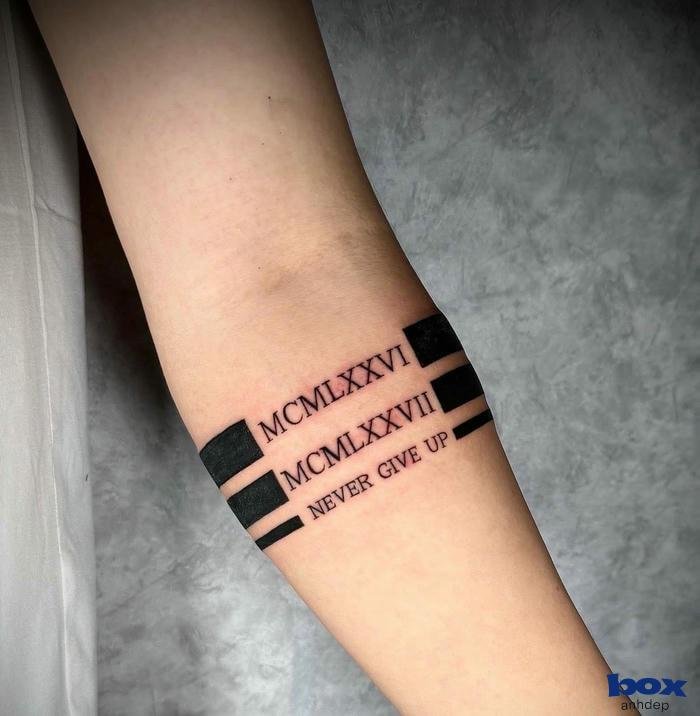 MCMLXXVI
MCMLXXVII
NEVER GIVE UP
box
anhdep